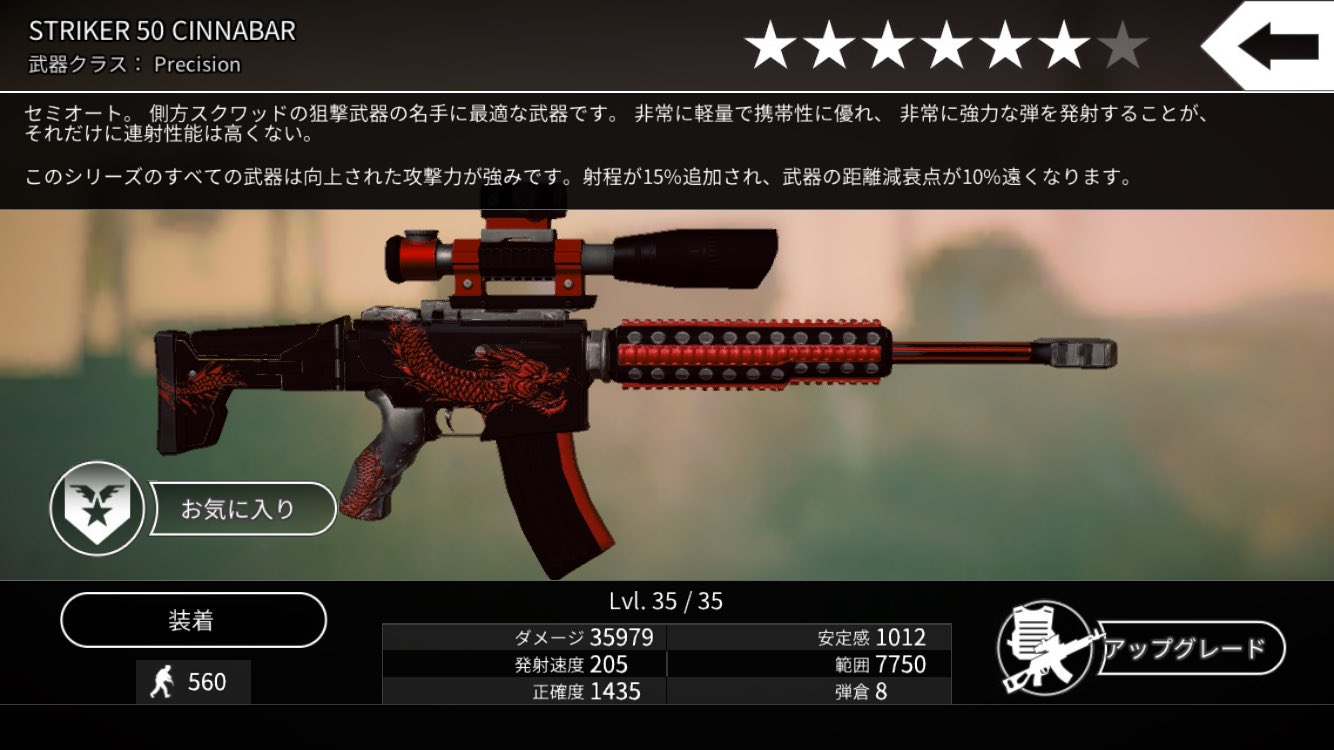 STRIKER 50 CINNABAR
武器クラス： Precision
セミオート。 側方スクワッドの狙撃武器の名手に最適な武器です。 非常に軽量で携帯性に優れ、 非常に強力な弾を発射することが、
それだけに連射性能は高くない。
このシリーズのすべての武器は向上された攻撃力が強みです。射程が15%追加され、武器の距離減衰点が10%遠くなります。
お気に入り
Lvl. 35 / 35
装着
560
ダメージ 35979
安定感 1012
発射速度 205
範囲 7750
正確度 1435
弾倉 8
アップグレード